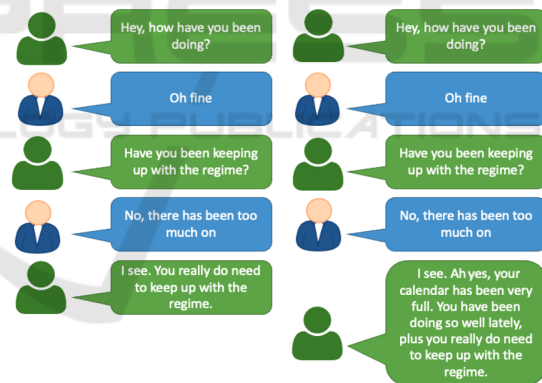 Hey, how have you been
doing?
Oh fine
Have you been keeping
up with the regime?
No, there has been too
much on
I see. You really do need
to keep up with the
regime.
Hey, how have you been
doing?
Oh fine
Have you been keeping
up with the regime?
No, there has been too
much on
I see. Ah yes, your
calendar has been very
full. You have been
doing so well lately,
plus you really do need
to keep up with the
regime.